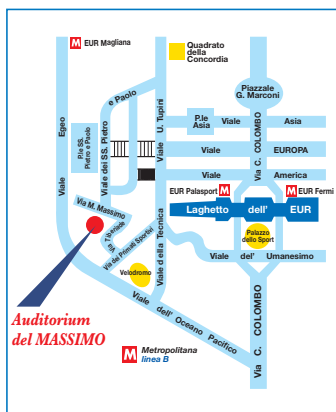 M EUR Magliana
Quadrato
della
Concordia
Piazzale
G. Marconi
e Paolo
Viale Egeo
P.le SS.
Pietro e Paolo
Viale dei SS. Pietro
Viale U. Tupini
P.le
Asia
Viale Asia
Viale EUROPA
Viale America
Via C. COLOMBO
EUR Palasport M
M EUR Fermi
Laghetto dell' EUR
Via M. Massimo
V.le Tiberiade
Via dei Primati Sportivi
Viale della Tecnica
Palazzo
dello Sport
Velodromo
Viale dell' Umanesimo
Viale dell' Oceano Pacifico
Via C. COLOMBO
Auditorium
del MASSIMO
M Metropolitana
linea B